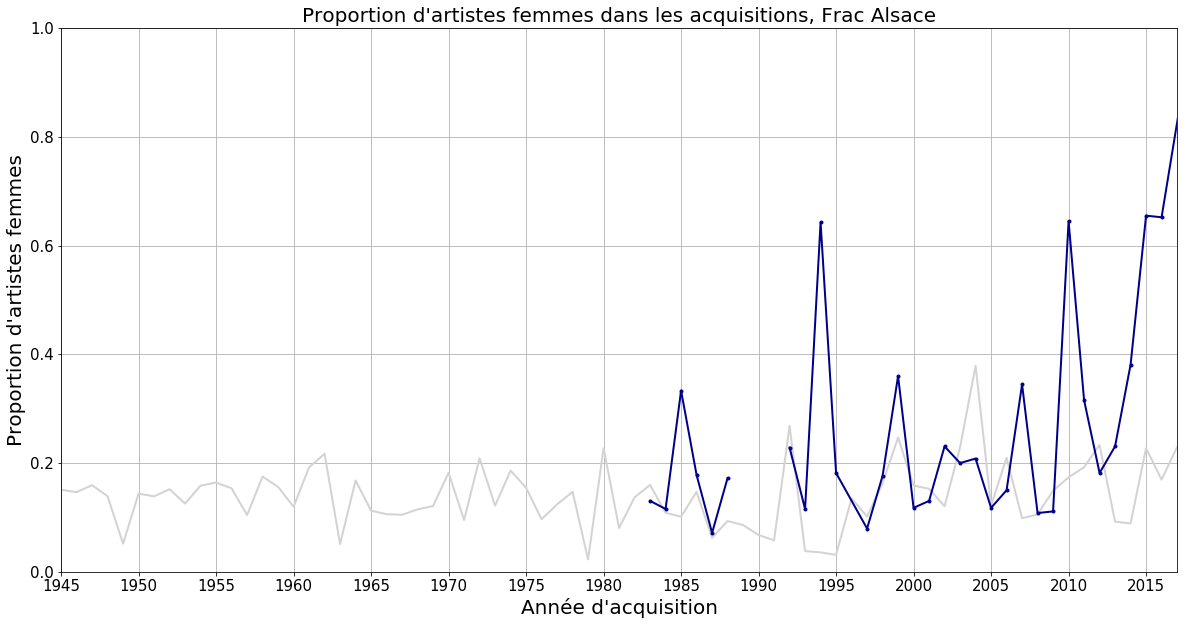 Proportion d'artistes femmes dans les acquisitions, Frac Alsace
Proportion d'artistes femmes
1.0
0.8
0.6
0.4
0.2
0.0
1945 1950 1955 1960 1965 1970 1975 1980 1985 1990 1995 2000 2005 2010 2015
Année d'acquisition